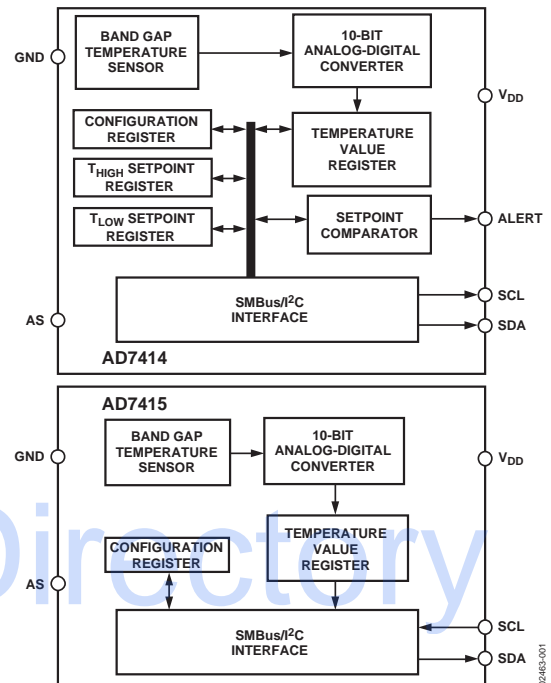 BAND GAP
TEMPERATURE
SENSOR
10-BIT
ANALOG-DIGITAL
CONVERTER
GND
VDD
CONFIGURATION
REGISTER
TEMPERATURE
VALUE
REGISTER
THIGH SETPOINT
REGISTER
TLOW SETPOINT
REGISTER
SETPOINT
COMPARATOR
ALERT
SMBus/I2C
INTERFACE
SCL
SDA
AS
AD7414
AD7415
BAND GAP
TEMPERATURE
SENSOR
10-BIT
ANALOG-DIGITAL
CONVERTER
GND
VDD
CONFIGURATION
REGISTER
TEMPERATURE
VALUE
REGISTER
AS
SMBus/I2C
INTERFACE
SCL
SDA
02463-001
Directory